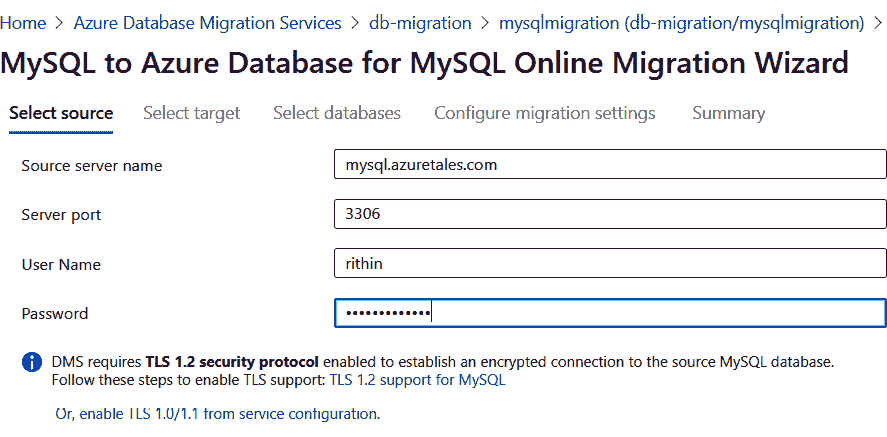 Home > Azure Database Migration Services > db-migration > mysqlmigration (db-migration/mysqlmigration) >
MySQL to Azure Database for MySQL Online Migration Wizard
Select source Select target Select databases Configure migration settings Summary
Source server name mysql.azuretales.com
Server port 3306
User Name rithin
Password •••••••••••••
DMS requires TLS 1.2 security protocol enabled to establish an encrypted connection to the source MySQL database.
Follow these steps to enable TLS support: TLS 1.2 support for MySQL
Or, enable TLS 1.0/1.1 from service configuration.